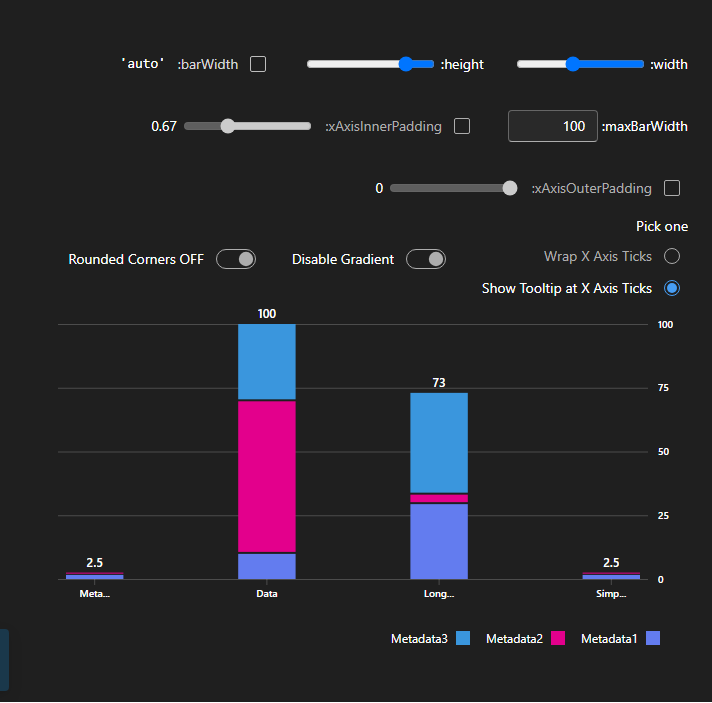 'auto' :barWidth :height :width
0.67 :xAxisInnerPadding 100 :maxBarWidth
0 :xAxisOuterPadding
Pick one
Rounded Corners OFF Disable Gradient Wrap X Axis Ticks
Show Tooltip at X Axis Ticks
100 100
73 75
50
25
2.5 2.5
0
Meta... Data Long... Simp...
Metadata3 Metadata2 Metadata1